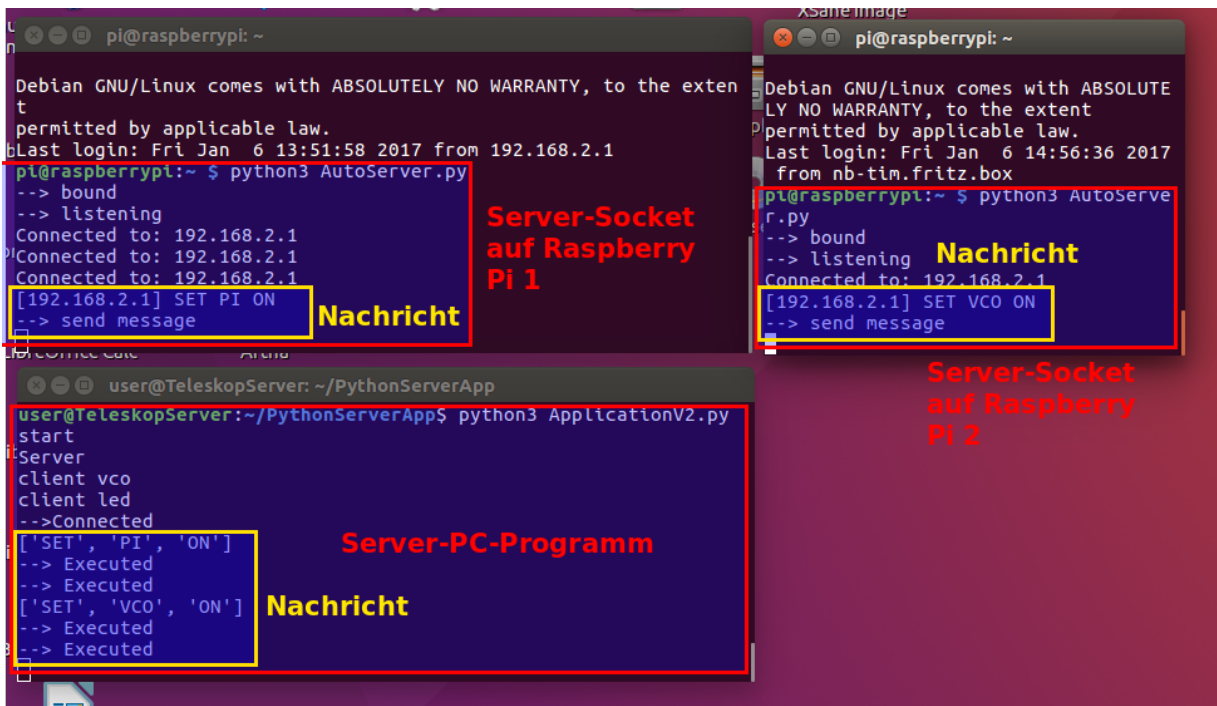 XSane Image
pi@raspberrypi: ~
Debian GNU/Linux comes with ABSOLUTELY NO WARRANTY, to the exten
t
permitted by applicable law.
Last login: Fri Jan  6 13:51:58 2017 from 192.168.2.1
pi@raspberrypi:~ $ python3 AutoServer.py
--> bound
--> listening
Connected to: 192.168.2.1
Connected to: 192.168.2.1
Connected to: 192.168.2.1
[192.168.2.1] SET PI ON
--> send message
Nachricht
Server-Socket
auf Raspberry
Pi 1
pi@raspberrypi: ~
Debian GNU/Linux comes with ABSOLUTE
LY NO WARRANTY, to the extent
permitted by applicable law.
Last login: Fri Jan  6 14:56:36 2017
 from nb-tim.fritz.box
pi@raspberrypi:~ $ python3 AutoServe
r.py
--> bound
--> listening
Connected to: 192.168.2.1
[192.168.2.1] SET VCO ON
--> send message
Nachricht
Server-Socket
auf Raspberry
Pi 2
LibreOffice Calc
user@TeleskopServer: ~/PythonServerApp
user@TeleskopServer:~/PythonServerApp$ python3 ApplicationV2.py
start
Server
client vco
client led
-->Connected
['SET', 'PI', 'ON']
--> Executed
--> Executed
['SET', 'VCO', 'ON']
--> Executed
--> Executed
Server-PC-Programm
Nachricht